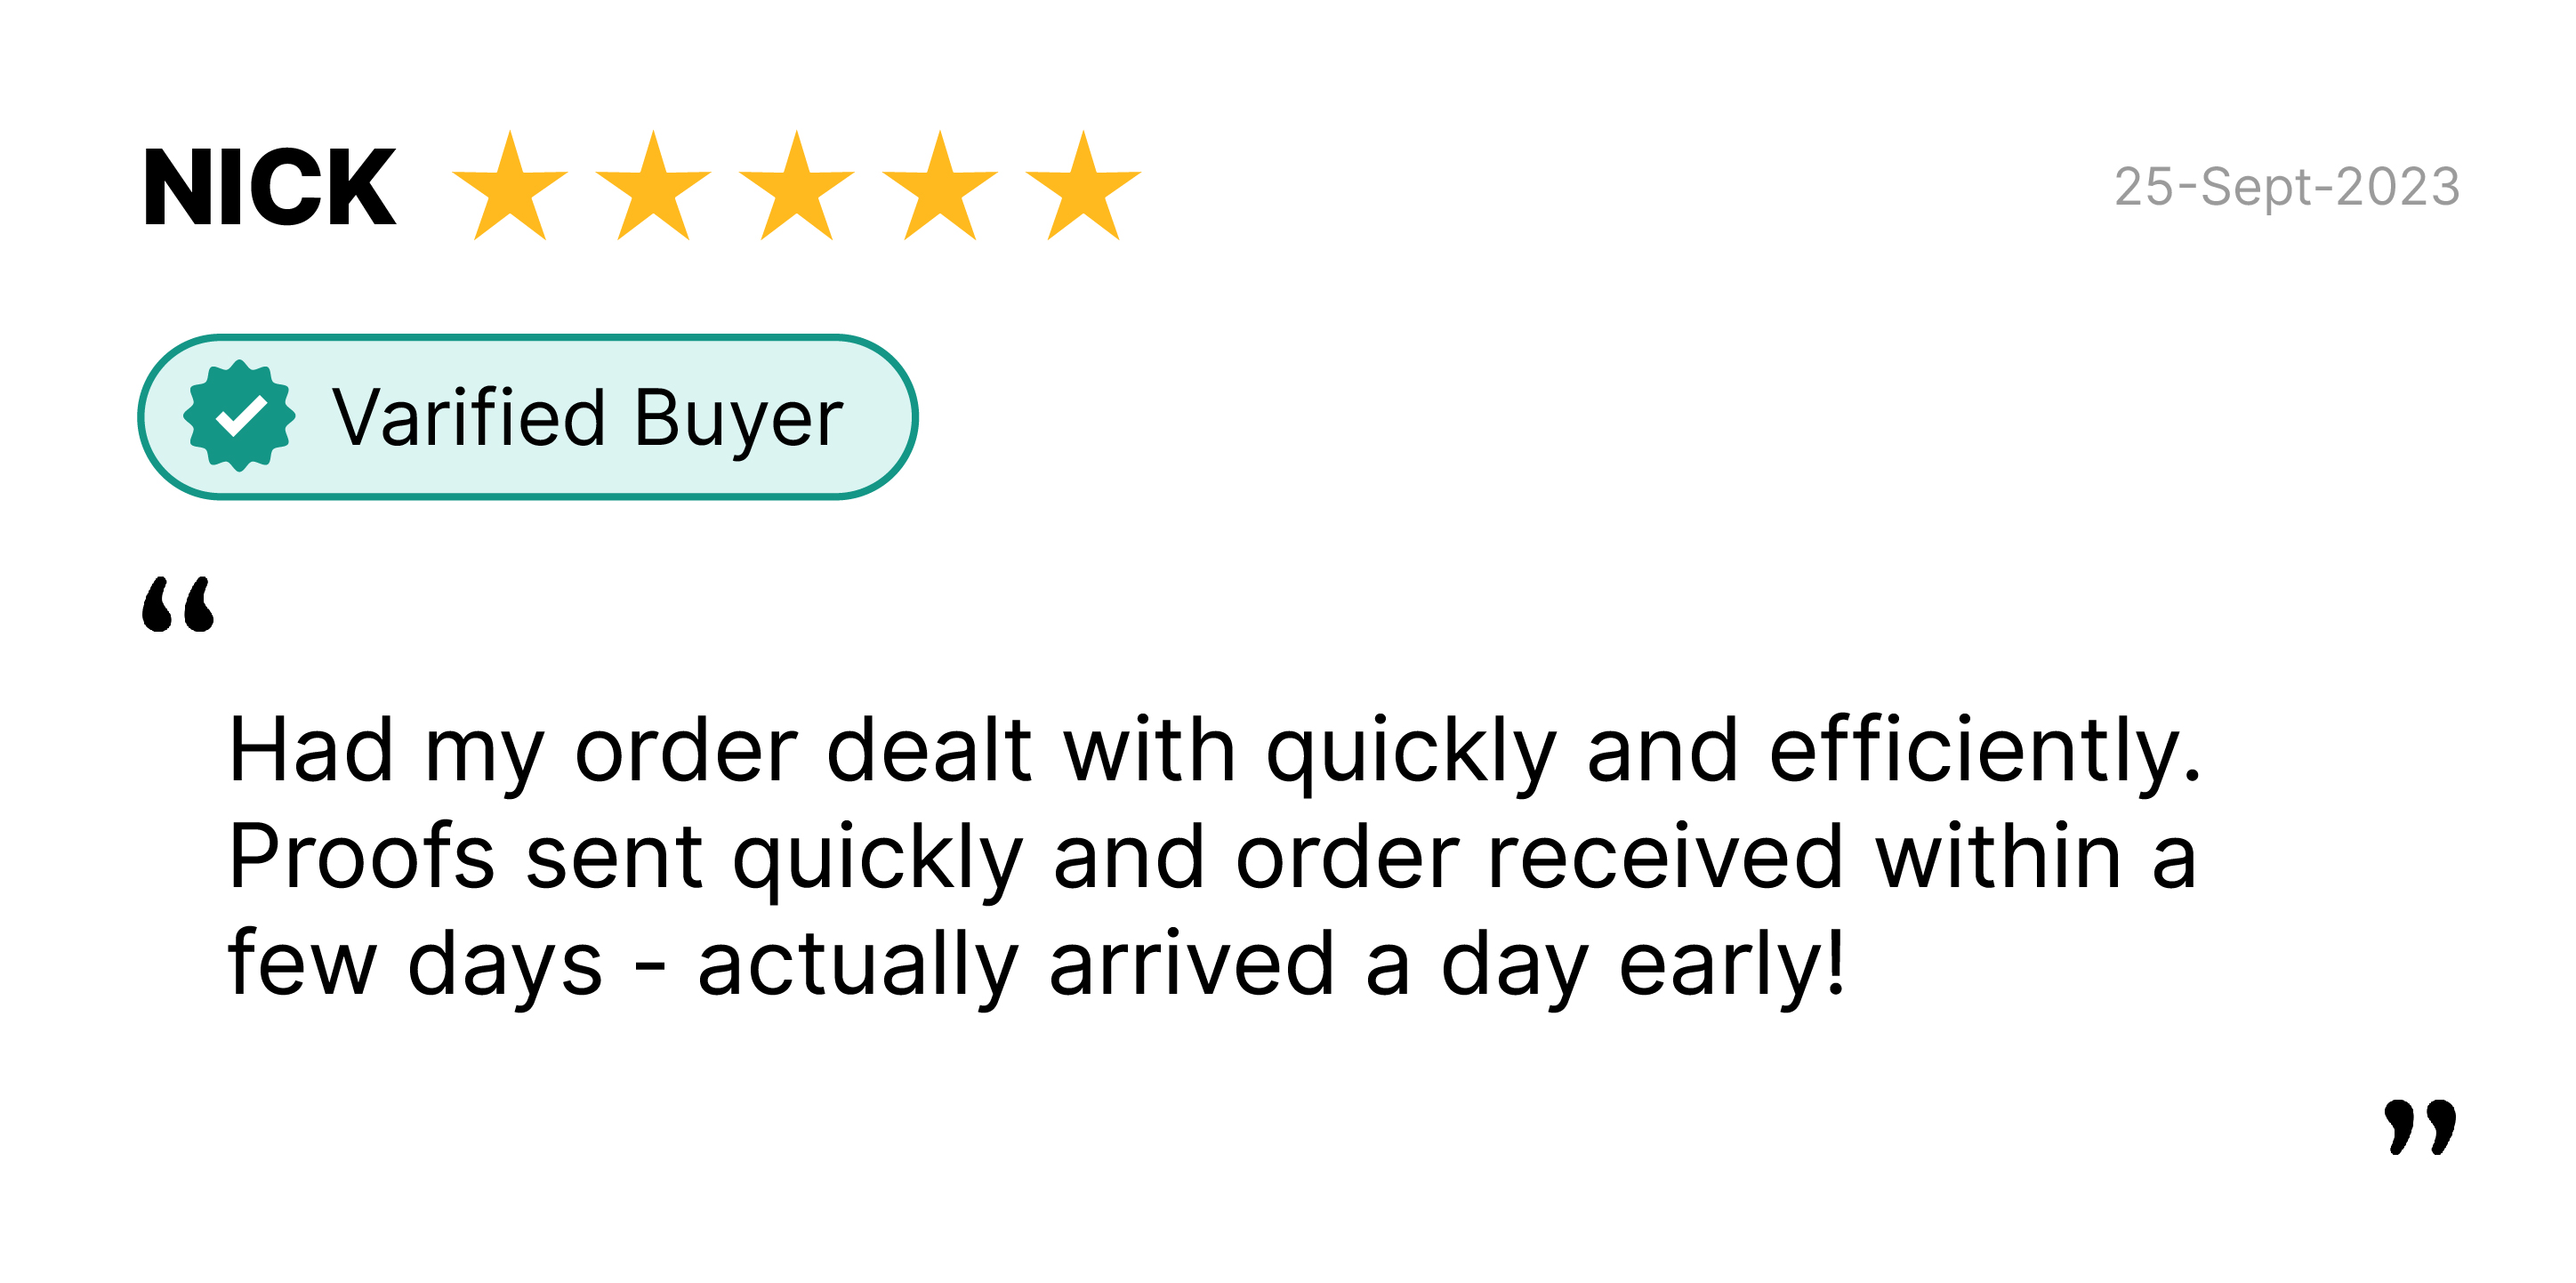 NICK
25-Sept-2023
Varified Buyer
“
Had my order dealt with quickly and efficiently.
Proofs sent quickly and order received within a
few days - actually arrived a day early!
”